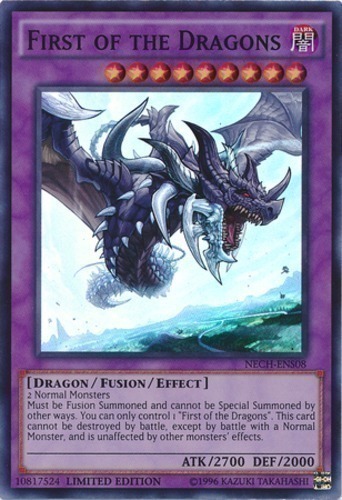 FIRST OF THE DRAGONS
DARK
闇
NECH-ENS08
[DRAGON/FUSION/EFFECT]
2 Normal Monsters
Must be Fusion Summoned and cannot be Special Summoned by
other ways. You can only control 1 "First of the Dragons". This card
cannot be destroyed by battle, except by battle with a Normal
Monster, and is unaffected by other monsters' effects.
ATK/2700 DEF/2000
10817524 LIMITED EDITION ©1996 KAZUKI TAKAHASHI